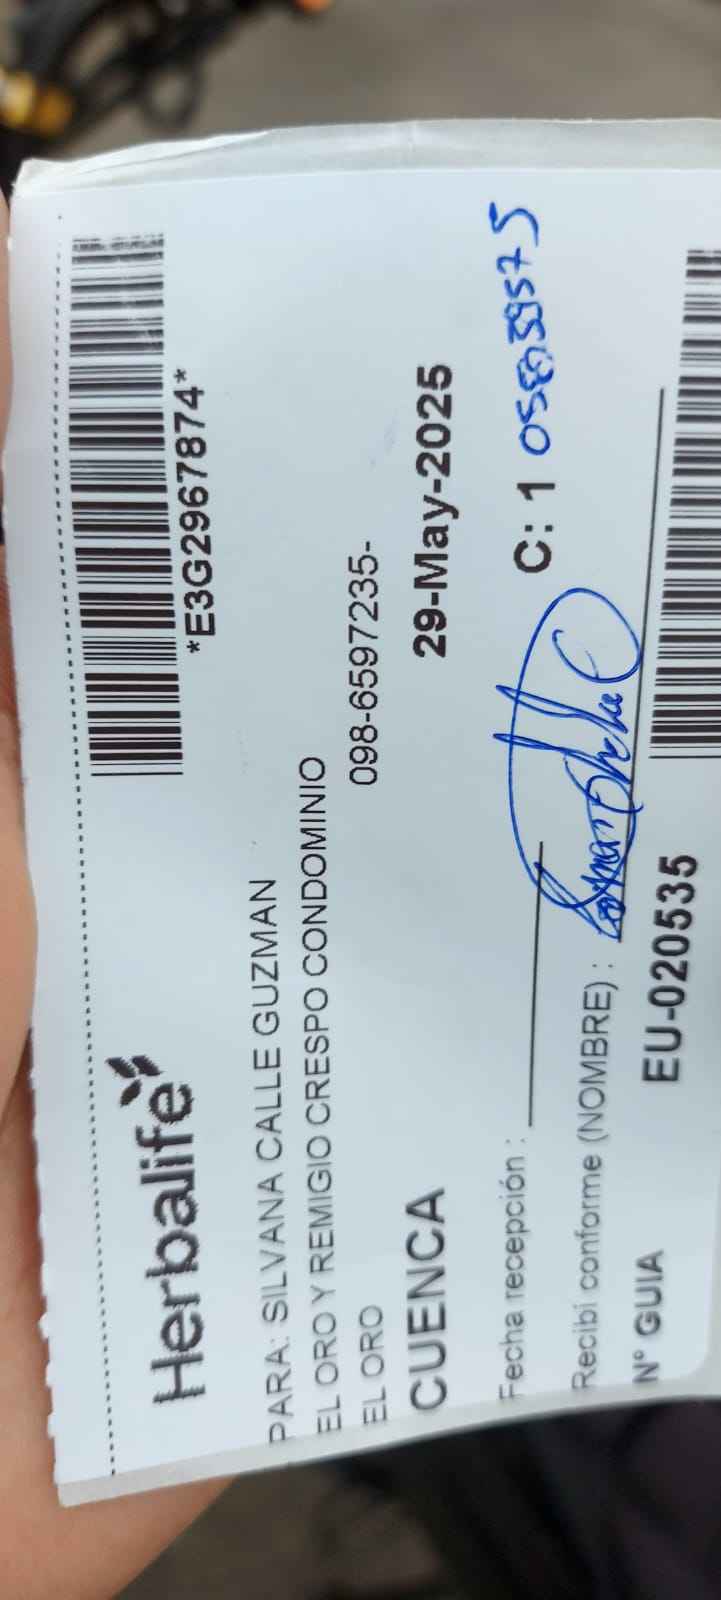 *E3G2967874*
Herbalife
PARA: SILVANA CALLE GUZMAN
EL ORO Y REMIGIO CRESPO CONDOMINIO
EL ORO 098-6597235-
CUENCA 29-May-2025
Fecha recepción : C: 1
Recibí conforme (NOMBRE) :
N° GUIA EU-020535